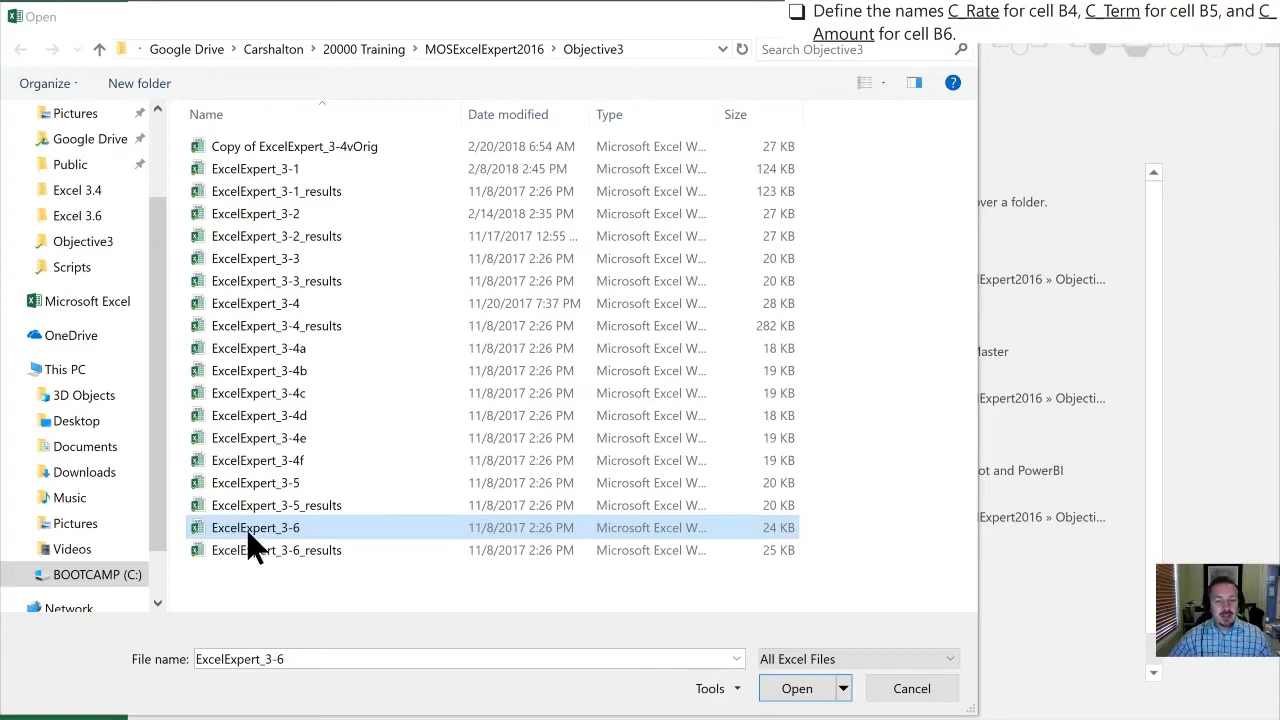 Open
❑ Define the names C_Rate for cell B4, C_Term for cell B5, and C_
Amount for cell B6.
Google Drive > Carshalton > 20000 Training > MOSExcelExpert2016 > Objective3
Search Objective3
Organize
New folder
Name Date modified Type Size
Pictures
Google Drive
Public
Excel 3.4
Excel 3.6
Objective3
Scripts
Microsoft Excel
OneDrive
This PC
3D Objects
Desktop
Documents
Downloads
Music
Pictures
Videos
BOOTCAMP (C:)
Network
Copy of ExcelExpert_3-4vOrig 2/20/2018 6:54 AM Microsoft Excel W... 27 KB
ExcelExpert_3-1 2/8/2018 2:45 PM Microsoft Excel W... 124 KB
ExcelExpert_3-1_results 11/8/2017 2:26 PM Microsoft Excel W... 123 KB
ExcelExpert_3-2 2/14/2018 2:35 PM Microsoft Excel W... 27 KB
ExcelExpert_3-2_results 11/17/2017 12:55 ... Microsoft Excel W... 27 KB
ExcelExpert_3-3 11/8/2017 2:26 PM Microsoft Excel W... 20 KB
ExcelExpert_3-3_results 11/8/2017 2:26 PM Microsoft Excel W... 20 KB
ExcelExpert_3-4 11/20/2017 7:37 PM Microsoft Excel W... 28 KB
ExcelExpert_3-4_results 11/8/2017 2:26 PM Microsoft Excel W... 282 KB
ExcelExpert_3-4a 11/8/2017 2:26 PM Microsoft Excel W... 18 KB
ExcelExpert_3-4b 11/8/2017 2:26 PM Microsoft Excel W... 19 KB
ExcelExpert_3-4c 11/8/2017 2:26 PM Microsoft Excel W... 19 KB
ExcelExpert_3-4d 11/8/2017 2:26 PM Microsoft Excel W... 18 KB
ExcelExpert_3-4e 11/8/2017 2:26 PM Microsoft Excel W... 19 KB
ExcelExpert_3-4f 11/8/2017 2:26 PM Microsoft Excel W... 19 KB
ExcelExpert_3-5 11/8/2017 2:26 PM Microsoft Excel W... 20 KB
ExcelExpert_3-5_results 11/8/2017 2:26 PM Microsoft Excel W... 20 KB
ExcelExpert_3-6 11/8/2017 2:26 PM Microsoft Excel W... 24 KB
ExcelExpert_3-6_results 11/8/2017 2:26 PM Microsoft Excel W... 25 KB
over a folder.
lExpert2016 » Objecti...
Master
lExpert2016 » Objecti...
ot and PowerBI
lExpert2016 » Objecti...
File name: ExcelExpert_3-6
All Excel Files
Tools
Open
Cancel